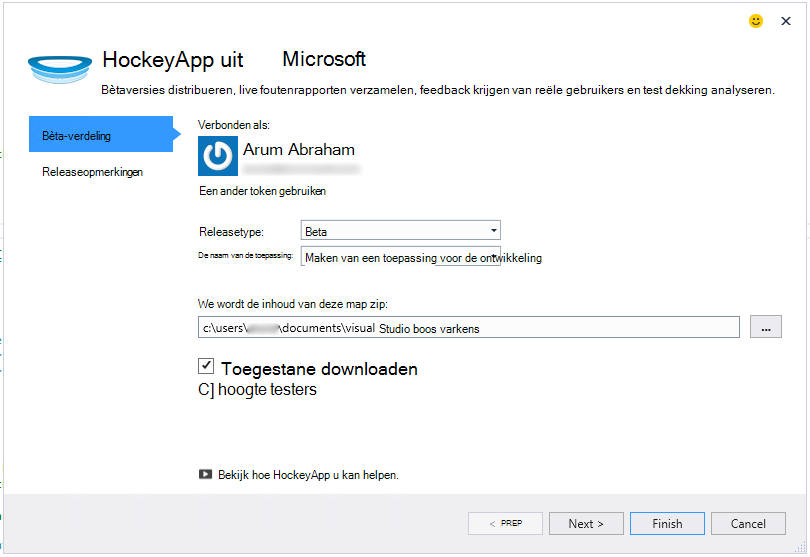 HockeyApp uit Microsoft
Bètaversies distribueren, live foutenrapporten verzamelen, feedback krijgen van reële gebruikers en test dekking analyseren.
Bèta-verdeling
Releaseopmerkingen
Verbonden als:
Arum Abraham
Een ander token gebruiken
Releasetype: Beta
De naam van de toepassing: Maken van een toepassing voor de ontwikkeling
We wordt de inhoud van deze map zip:
c:\users\ \documents\visual Studio boos varkens ...
Toegestane downloaden
C] hoogte testers
Bekijk hoe HockeyApp u kan helpen.
< PREP Next > Finish Cancel